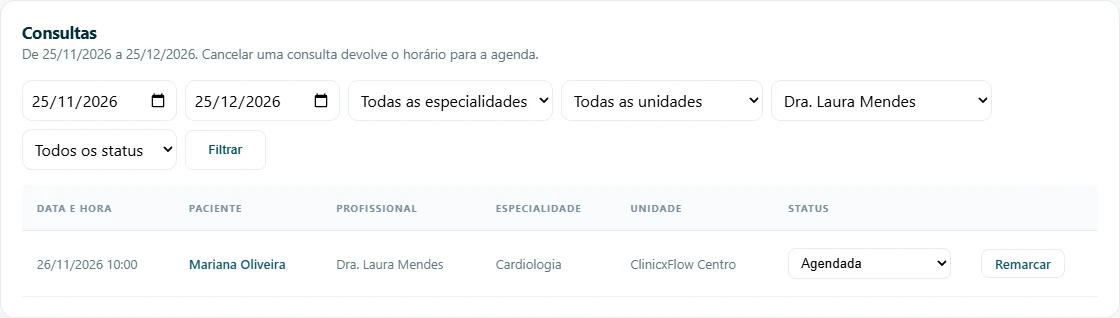 Consultas
De 25/11/2026 a 25/12/2026. Cancelar uma consulta devolve o horário para a agenda.
25/11/2026 25/12/2026 Todas as especialidades Todas as unidades Dra. Laura Mendes
Todos os status Filtrar
DATA E HORA PACIENTE PROFISSIONAL ESPECIALIDADE UNIDADE STATUS
26/11/2026 10:00 Mariana Oliveira Dra. Laura Mendes Cardiologia ClinicxFlow Centro Agendada Remarcar